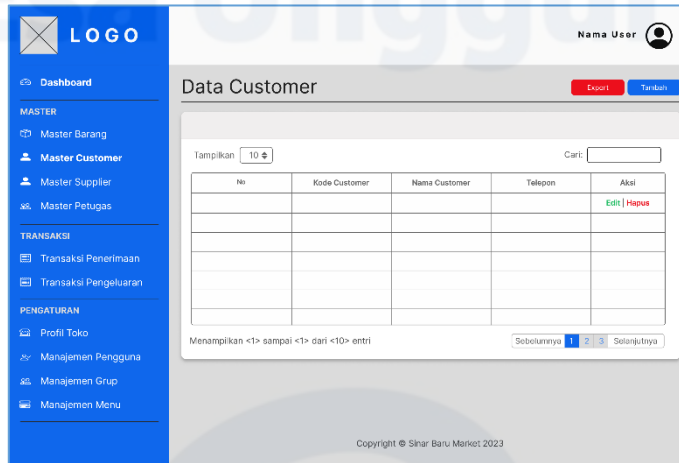 LOGO
Nama User
Dashboard
MASTER
Master Barang
Master Customer
Master Supplier
Master Petugas
TRANSAKSI
Transaksi Penerimaan
Transaksi Pengeluaran
PENGATURAN
Profil Toko
Manajemen Pengguna
Manajemen Grup
Manajemen Menu
Data Customer
Export Tambah
Tampilkan 10 Cari:
No Kode Customer Nama Customer Telepon Aksi
Edit | Hapus
Menampilkan <1> sampai <1> dari <10> entri
Sebelumnya 1 2 3 Selanjutnya
Copyright © Sinar Baru Market 2023